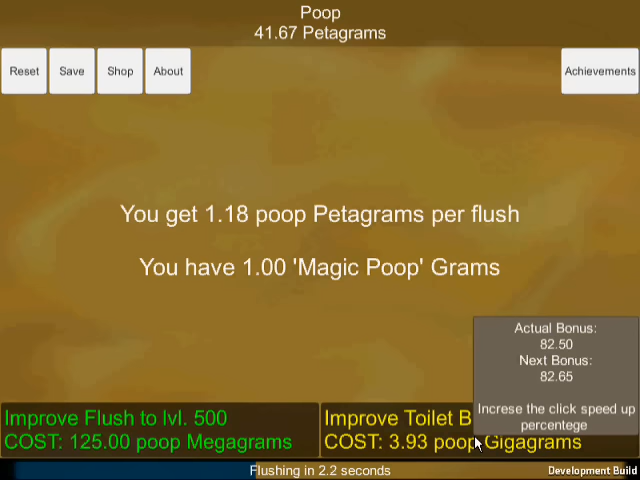 Poop
41.67 Petagrams
Reset
Save
Shop
About
Achievements
You get 1.18 poop Petagrams per flush
You have 1.00 'Magic Poop' Grams
Actual Bonus:
82.50
Next Bonus:
82.65
Increse the click speed up
percentege
Improve Flush to lvl. 500
COST: 125.00 poop Megagrams
Improve Toilet B
COST: 3.93 poop Gigagrams
Flushing in 2.2 seconds
Development Build